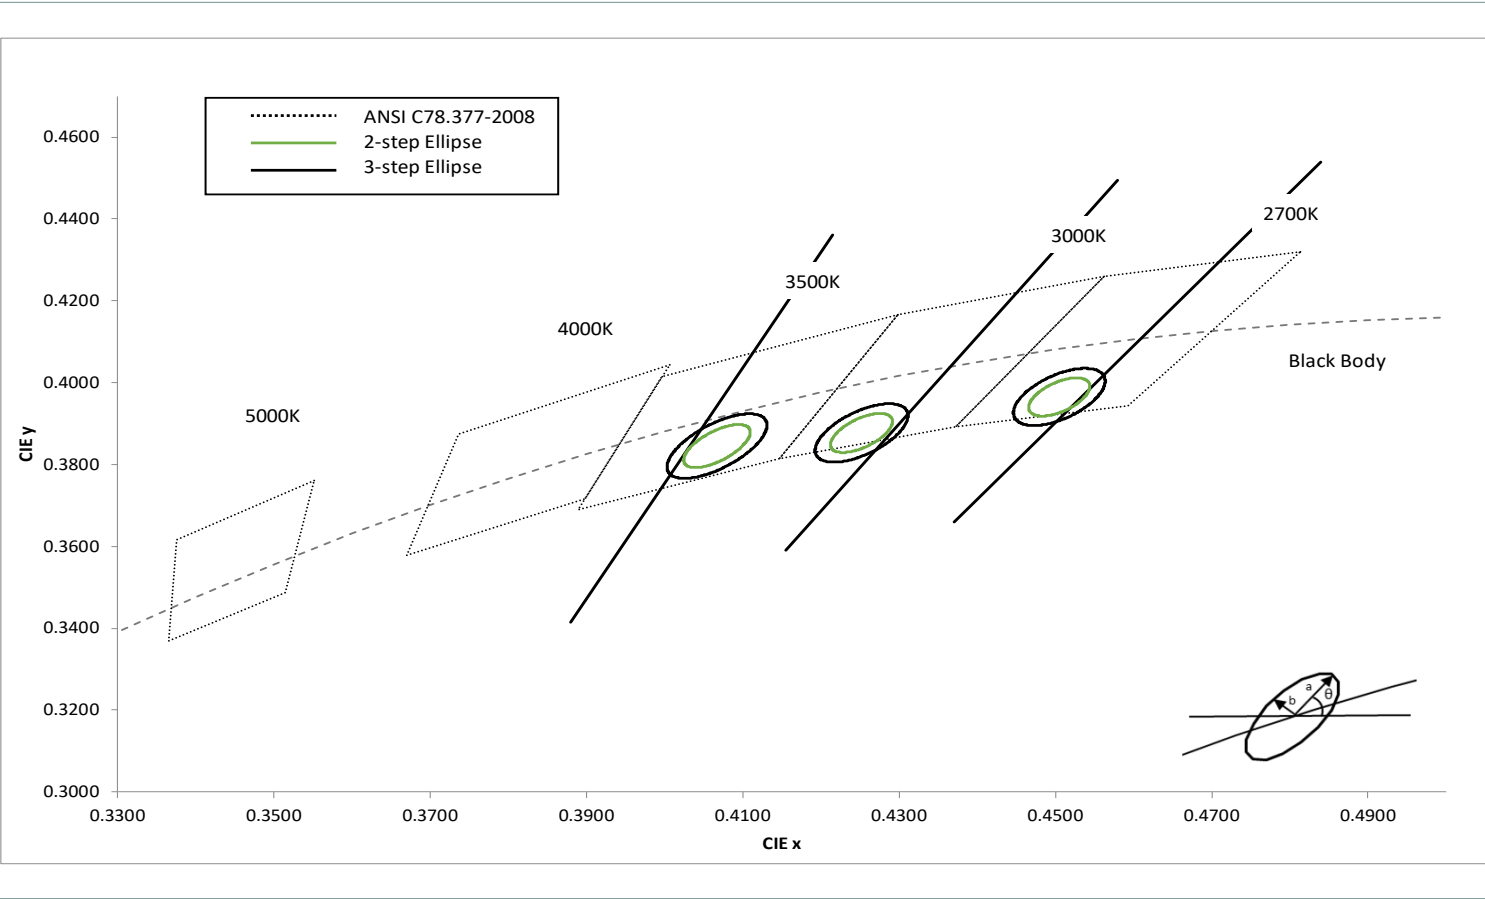 ANSI C78.377-2008
2-step Ellipse
3-step Ellipse
0.4600
0.4400
0.4200
0.4000
0.3800
0.3600
0.3400
0.3200
0.3000
CIE y
2700K
3000K
3500K
4000K
Black Body
5000K
a
b
θ
0.3300
0.3500
0.3700
0.3900
0.4100
0.4300
0.4500
0.4700
0.4900
CIE x